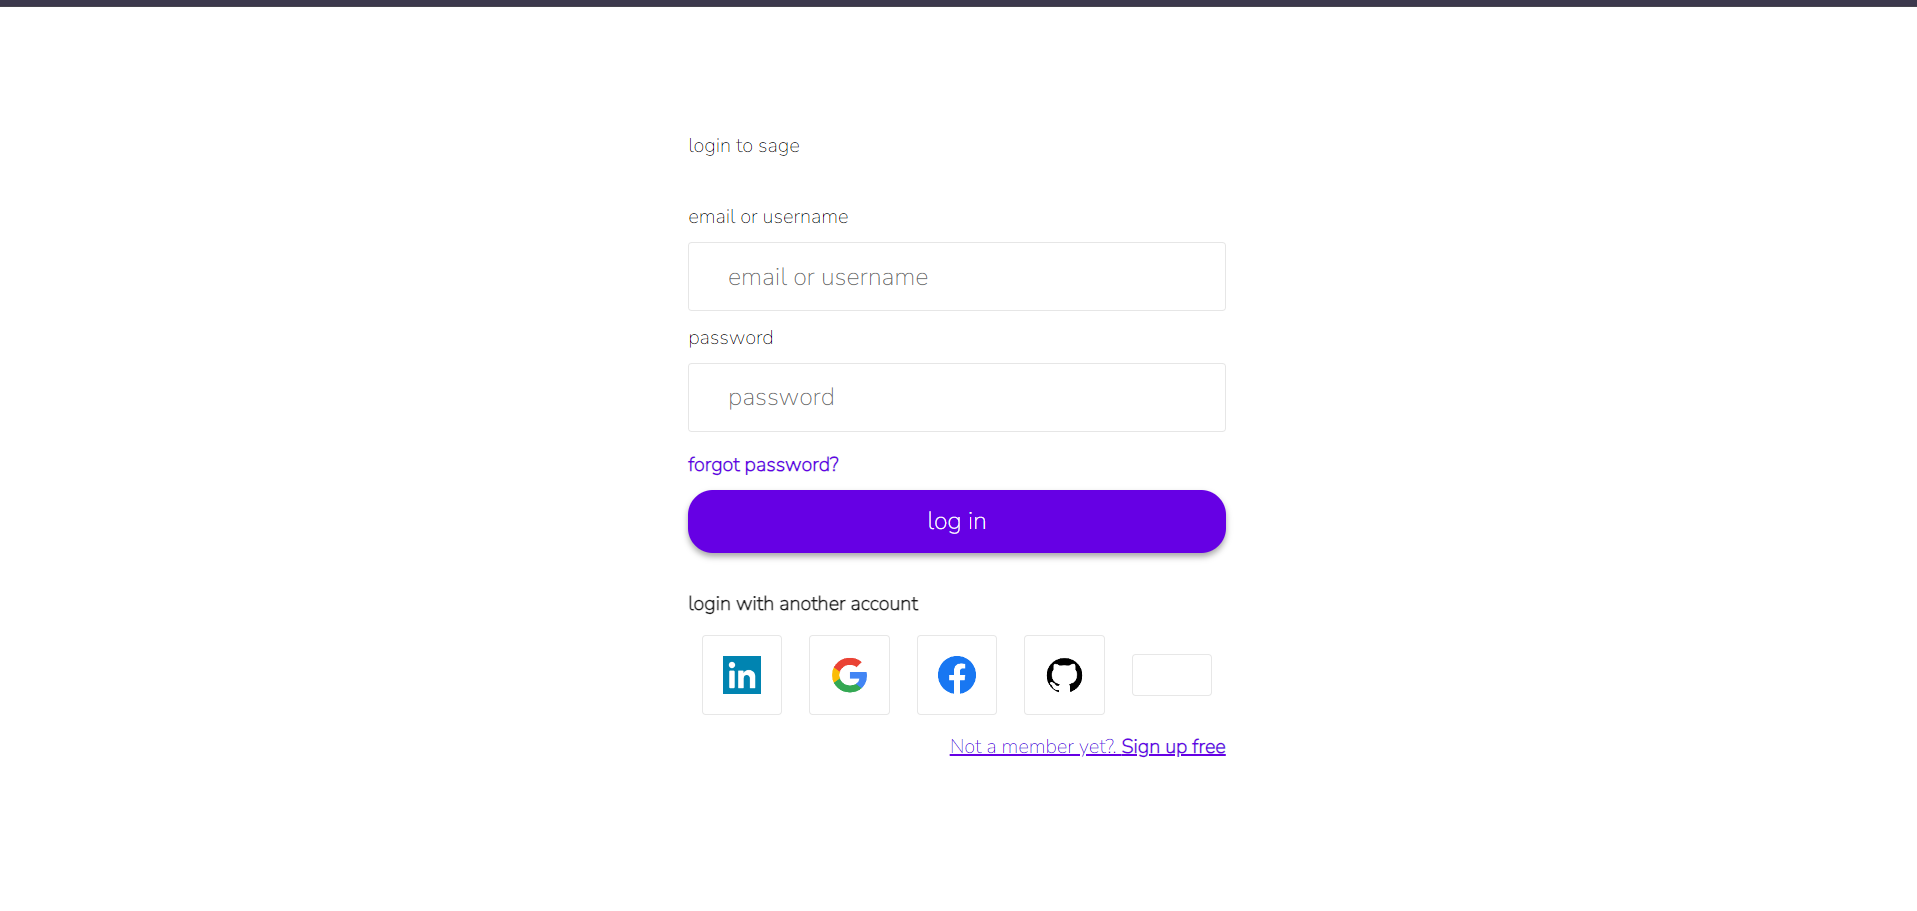 login to sage
email or username
email or username
password
password
forgot password?
log in
login with another account
in
Not a member yet?. Sign up free